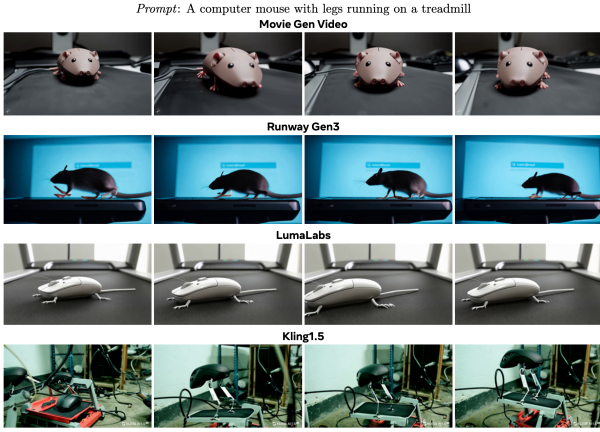 Prompt: A computer mouse with legs running on a treadmill
Movie Gen Video
Runway Gen3
LumaLabs
Kling1.5